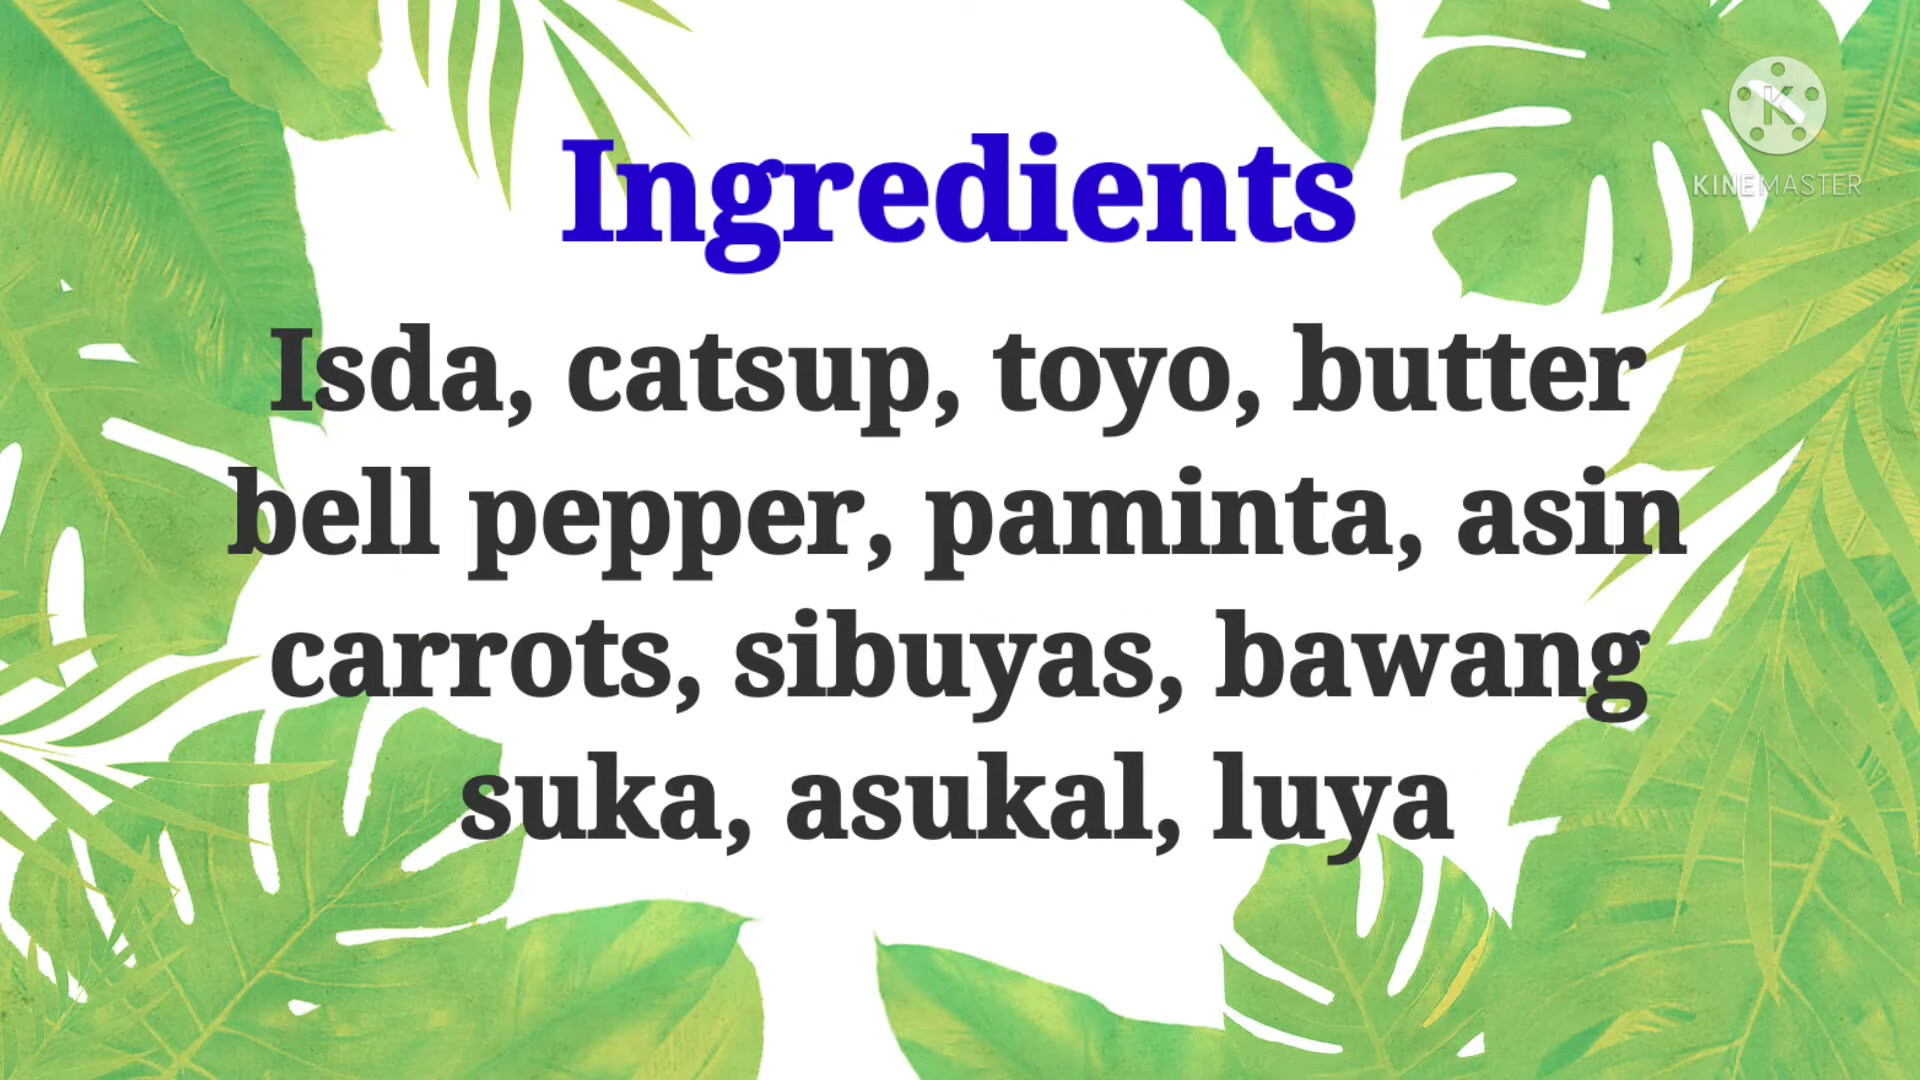 KINEMASTER
Ingredients
Isda, catsup, toyo, butter
bell pepper, paminta, asin
carrots, sibuyas, bawang
suka, asukal, luya